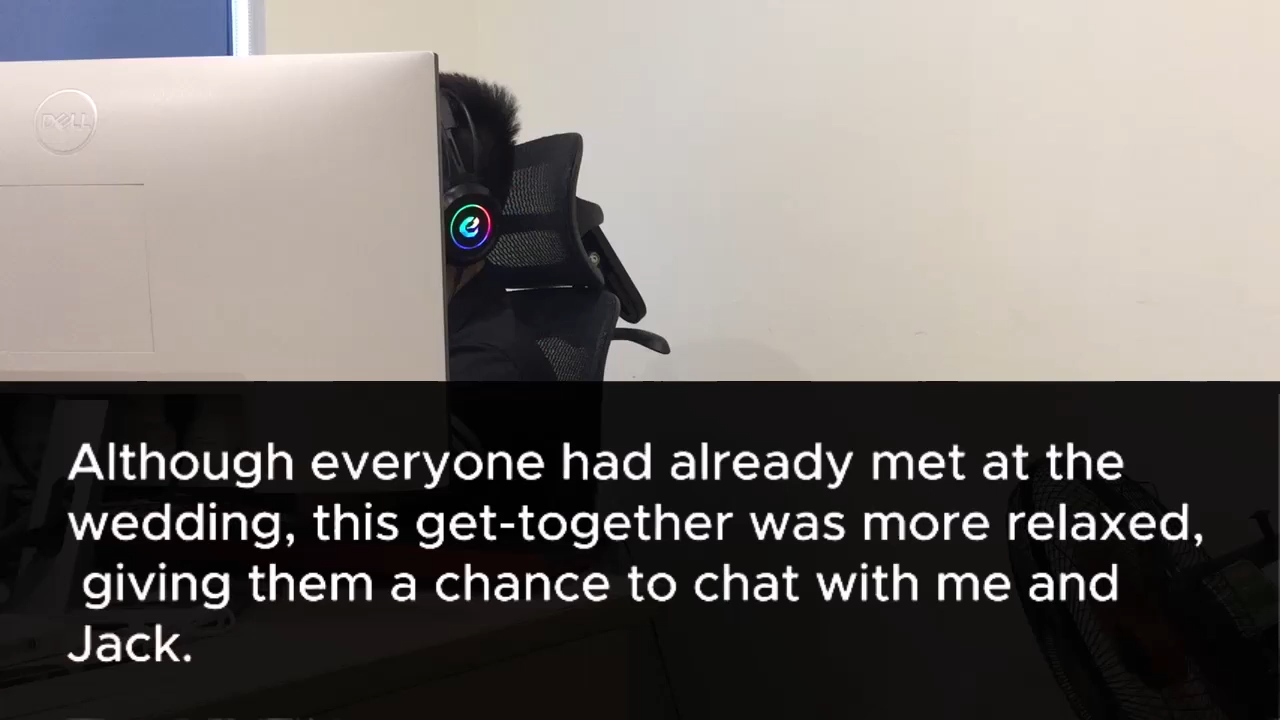 DELL
Although everyone had already met at the
wedding, this get-together was more relaxed,
giving them a chance to chat with me and
Jack.